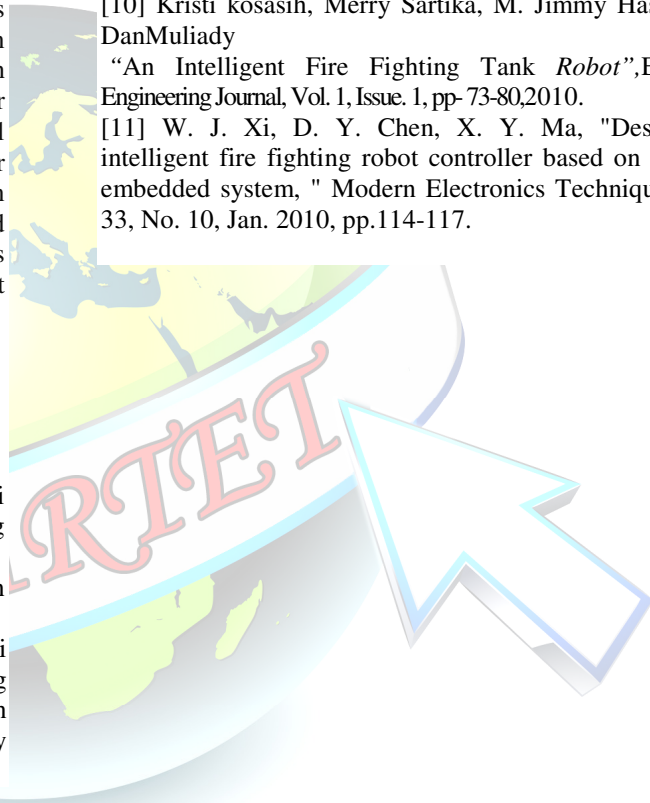 [10] Kristi kosasih, Merry Sartika, M. Jimmy
DanMuliady
“An Intelligent Fire Fighting Tank Robot”,
Engineering Journal, Vol. 1, Issue. 1, pp- 73-80,2010.
[11] W. J. Xi, D. Y. Chen, X. Y. Ma, "Des
intelligent fire fighting robot controller based on
embedded system, " Modern Electronics
33, No. 10, Jan. 2010, pp.114-117.
RTET